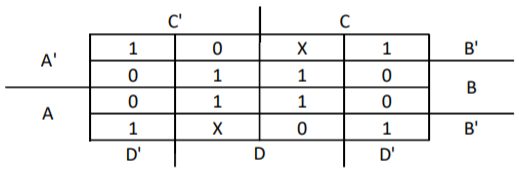 C' C
1 0 X 1 B'
A'
0 1 1 0
B
0 1 1 0
A
1 X 0 1 B'
D' D D'